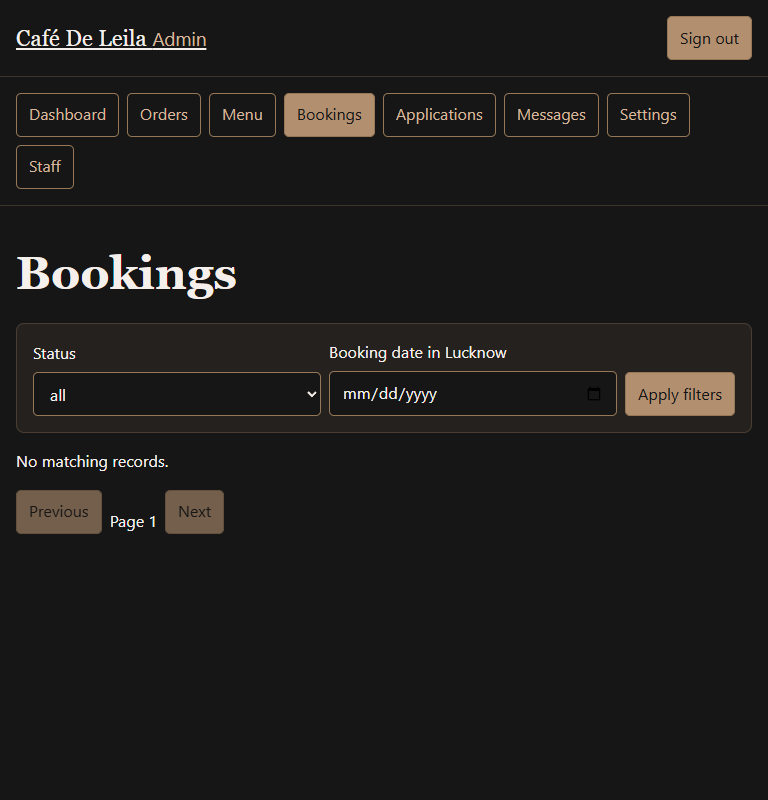 Café De Leila Admin
Sign out
Dashboard Orders Menu Bookings Applications Messages Settings
Staff
Bookings
Status
Booking date in Lucknow
all
mm/dd/yyyy
Apply filters
No matching records.
Previous Page 1 Next